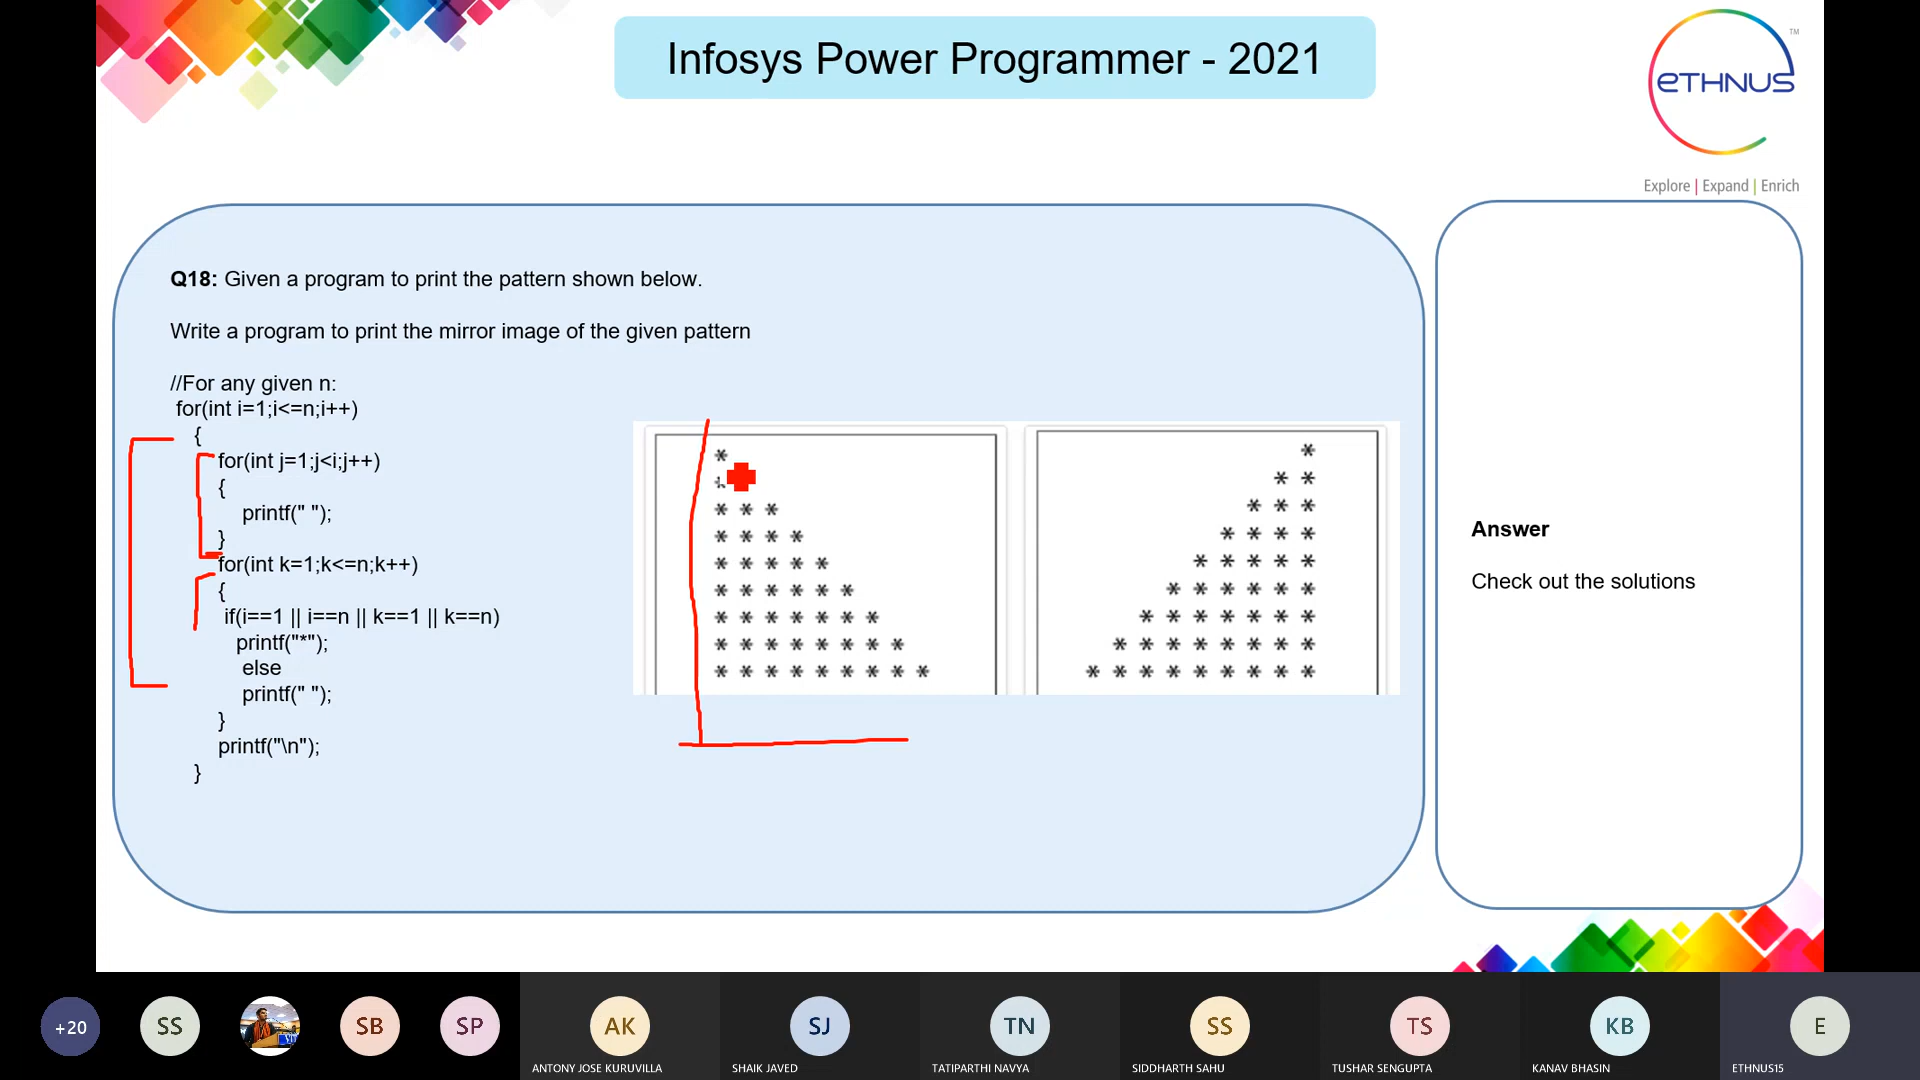 Infosys Power Programmer - 2021
eTHNUS
TM
Explore | Expand | Enrich
Q18: Given a program to print the pattern shown below.
Write a program to print the mirror image of the given pattern
//For any given n:
for(int i=1;i<=n;i++)
{
for(int j=1;j<i;j++)
{
printf(" ");
}
for(int k=1;k<=n;k++)
{
if(i==1 || i==n || k==1 || k==n)
printf("*");
else
printf(" ");
}
printf("\n");
}
*
* * *
* * * *
* * * * *
* * * * * *
* * * * * * *
* * * * * * * *
* * * * * * * * *
*
* *
* * *
* * * *
* * * * *
* * * * * *
* * * * * * *
* * * * * * * *
* * * * * * * * *
Answer
Check out the solutions
+20
SS
SB
SP
AK
ANTONY JOSE KURUVILLA
SJ
SHAIK JAVED
TN
TATIPARTHI NAVYA
SS
SIDDHARTH SAHU
TS
TUSHAR SENGUPTA
KB
KANAV BHASIN
E
ETHNUS15